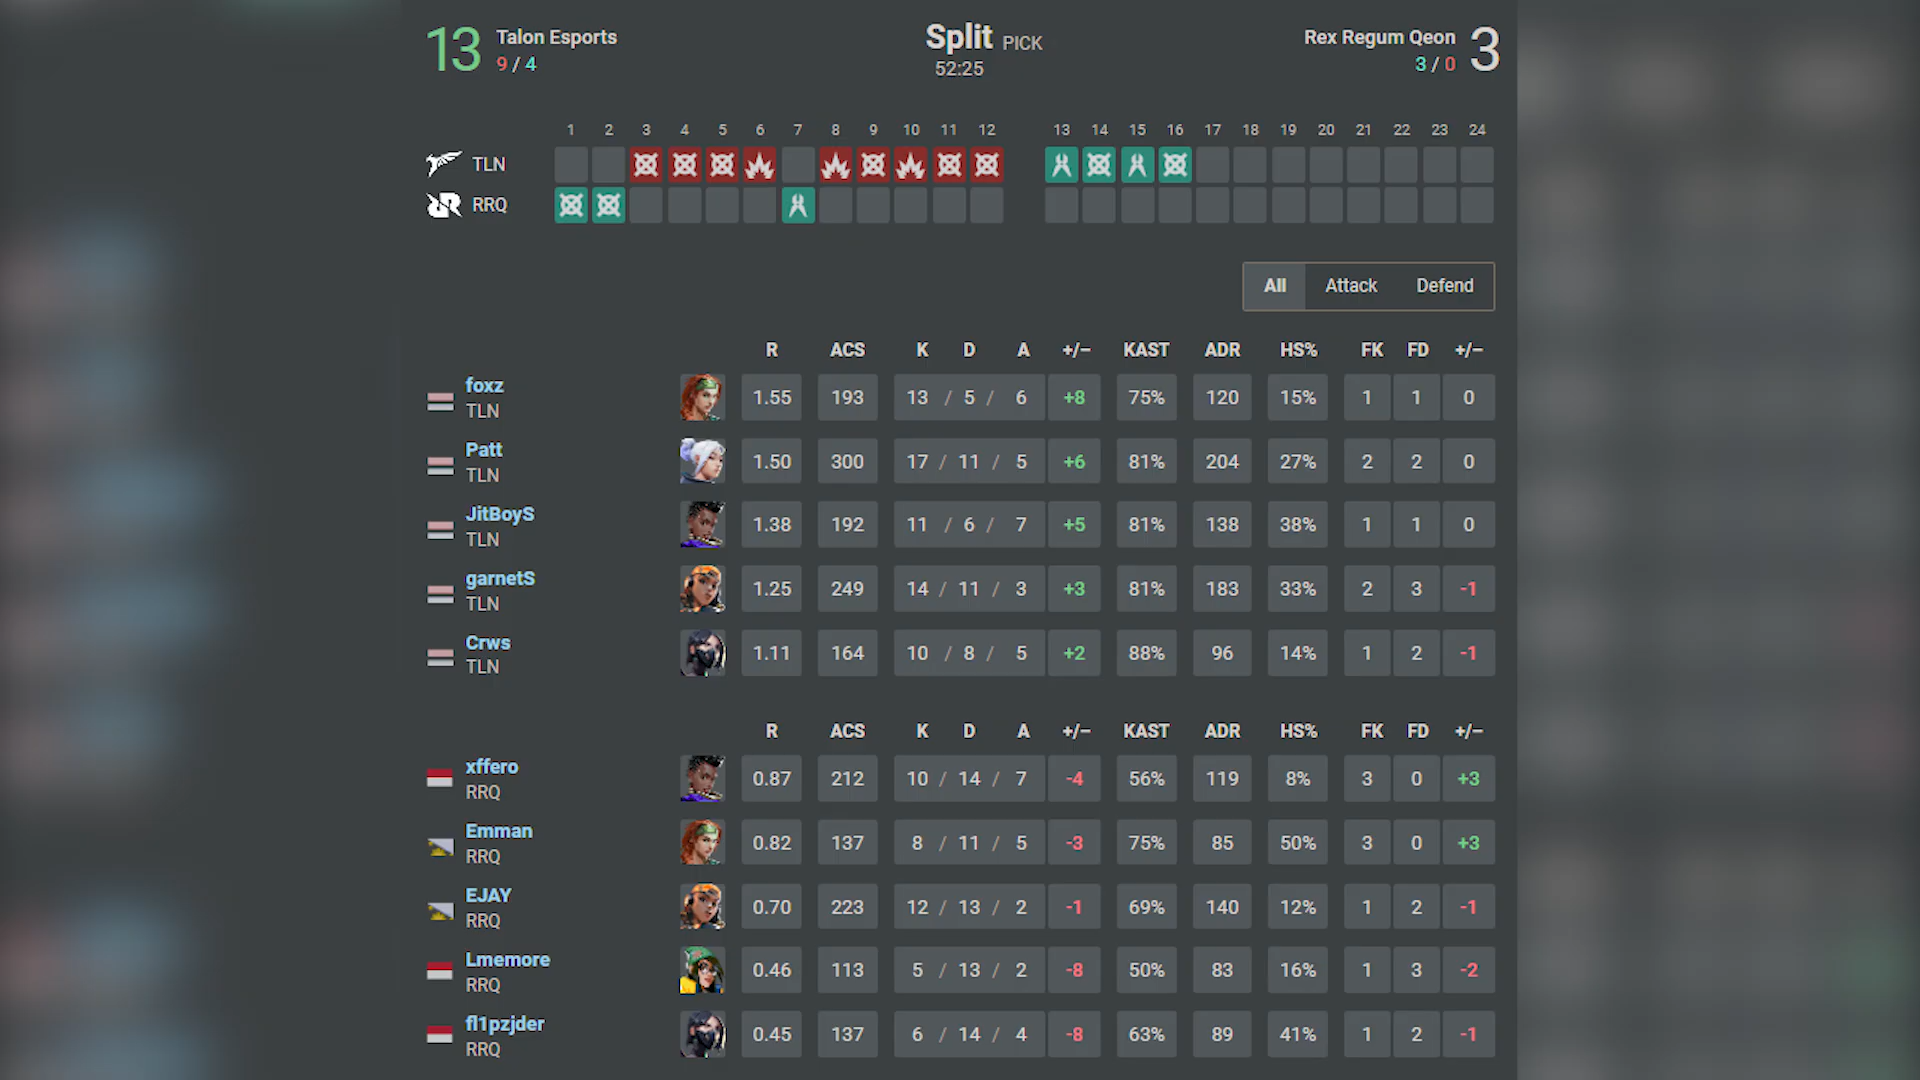 13 Talon Esports Split PICK Rex Regum Qeon 3
9 / 4 52:25 3 / 0
1 2 3 4 5 6 7 8 9 10 11 12 13 14 15 16 17 18 19 20 21 22 23 24
TLN
RRQ
All Attack Defend
R ACS K D A +/− KAST ADR HS% FK FD +/−
foxz
TLN
1.55 193 13 / 5 / 6 +8 75% 120 15% 1 1 0
Patt
TLN
1.50 300 17 / 11 / 5 +6 81% 204 27% 2 2 0
JitBoyS
TLN
1.38 192 11 / 6 / 7 +5 81% 138 38% 1 1 0
garnetS
TLN
1.25 249 14 / 11 / 3 +3 81% 183 33% 2 3 -1
Crws
TLN
1.11 164 10 / 8 / 5 +2 88% 96 14% 1 2 -1
R ACS K D A +/− KAST ADR HS% FK FD +/−
xffero
RRQ
0.87 212 10 / 14 / 7 -4 56% 119 8% 3 0 +3
Emman
RRQ
0.82 137 8 / 11 / 5 -3 75% 85 50% 3 0 +3
EJAY
RRQ
0.70 223 12 / 13 / 2 -1 69% 140 12% 1 2 -1
Lmemore
RRQ
0.46 113 5 / 13 / 2 -8 50% 83 16% 1 3 -2
fl1pzjder
RRQ
0.45 137 6 / 14 / 4 -8 63% 89 41% 1 2 -1